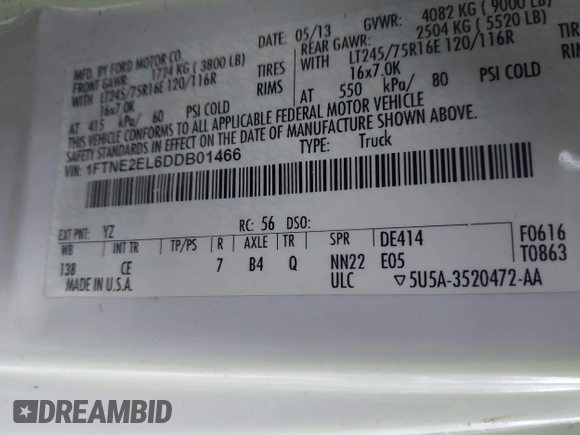 MFD. BY FORD MOTOR CO.
DATE: 05/13 GVWR: 4082 KG (9000 LB)
FRONT GAWR: 1724 KG (3800 LB)
REAR GAWR: 2504 KG (5520 LB)
WITH LT245/75R16E 120/116R TIRES
WITH LT245/75R16E 120/116R
16x7.0K RIMS
16x7.0K
AT 415 kPa/ 60 PSI COLD
AT 550 kPa/ 80 PSI COLD
THIS VEHICLE CONFORMS TO ALL APPLICABLE FEDERAL MOTOR VEHICLE
SAFETY STANDARDS IN EFFECT ON THE DATE OF MANUFACTURE SHOWN ABOVE.
VIN: 1FTNE2EL6DDB01466
TYPE: Truck
EXT PNT: YZ RC: 56 DSO:
WB INT TR TP/PS R AXLE TR SPR
138 CE 7 B4 Q NN22
ULC
DE414
E05
F0616
T0863
MADE IN U.S.A.
▽5U5A-3520472-AA
DREAMBID